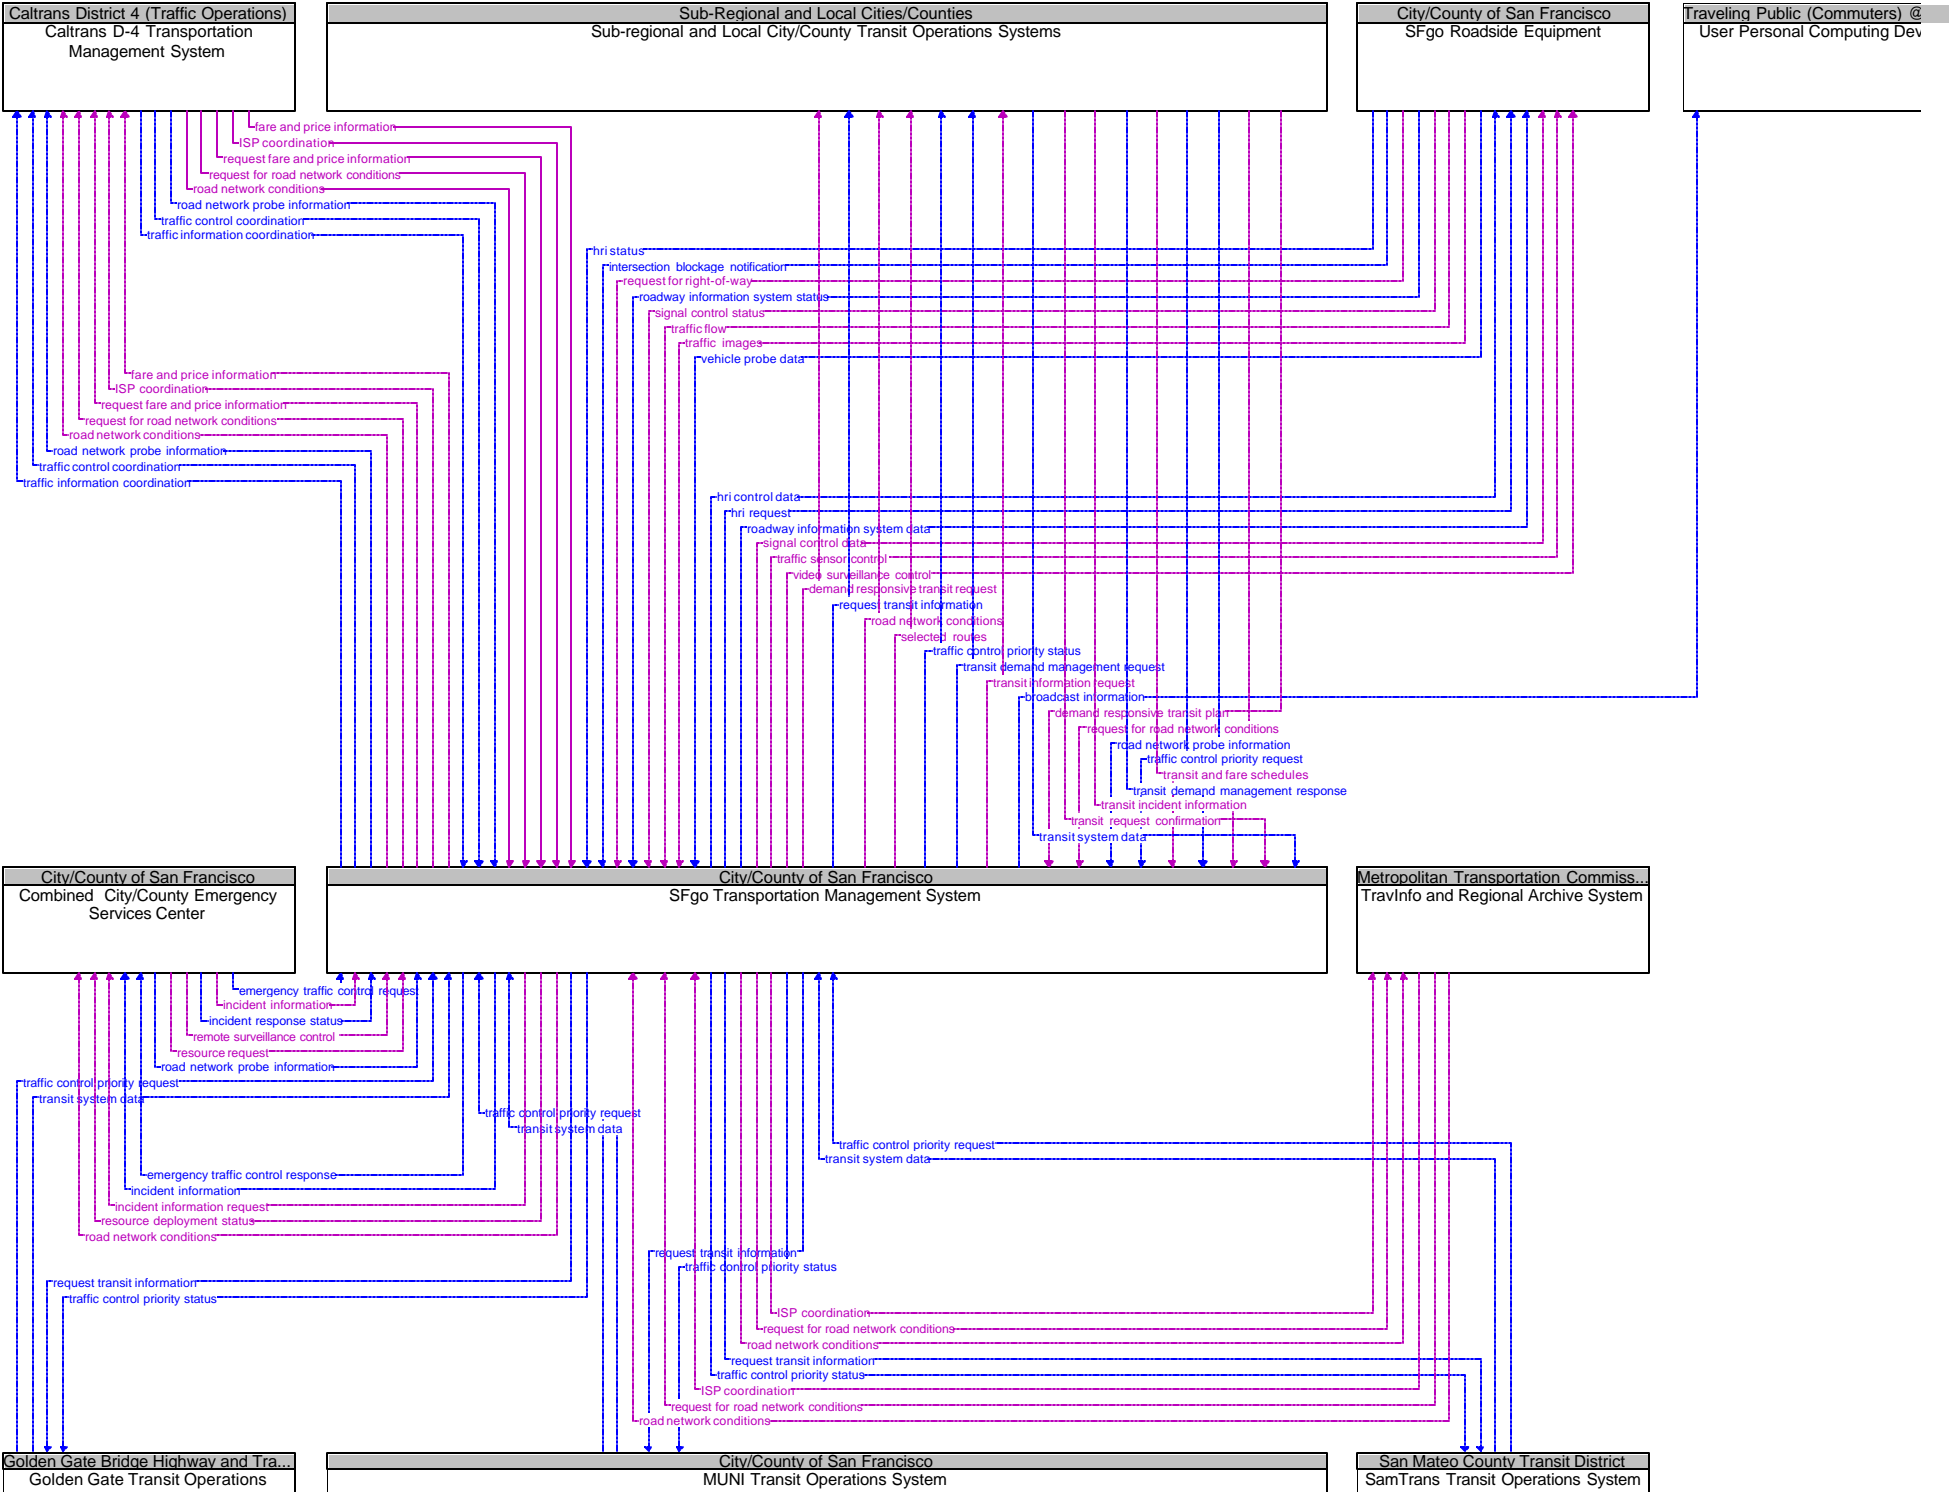 Caltrans District 4 (Traffic Operations)
Caltrans D-4 Transportation
Management System
Sub-Regional and Local Cities/Counties
Sub-regional and Local City/County Transit Operations Systems
City/County of San Francisco
SFgo Roadside Equipment
Traveling Public (Commuters) @
User Personal Computing Dev
fare and price information
ISP coordination
request fare and price information
request for road network conditions
road network conditions
road network probe information
traffic control coordination
traffic information coordination
hri status
intersection blockage notification
request for right-of-way
roadway information system status
signal control status
traffic flow
traffic images
vehicle probe data
fare and price information
ISP coordination
request fare and price information
request for road network conditions
road network conditions
road network probe information
traffic control coordination
traffic information coordination
hri control data
hri request
roadway information system data
signal control data
traffic sensor control
video surveillance control
demand responsive transit request
request transit information
road network conditions
selected routes
traffic control priority status
transit demand management request
transit information request
broadcast information
demand responsive transit plan
request for road network conditions
road network probe information
traffic control priority request
transit and fare schedules
transit demand management response
transit incident information
transit request confirmation
transit system data
City/County of San Francisco
Combined City/County Emergency
Services Center
City/County of San Francisco
SFgo Transportation Management System
Metropolitan Transportation Commiss...
TravInfo and Regional Archive System
emergency traffic control request
incident information
incident response status
remote surveillance control
resource request
road network probe information
traffic control priority request
transit system data
traffic control priority request
transit system data
traffic control priority request
transit system data
emergency traffic control response
incident information
incident information request
resource deployment status
road network conditions
request transit information
traffic control priority status
request transit information
traffic control priority status
ISP coordination
request for road network conditions
road network conditions
request transit information
traffic control priority status
ISP coordination
request for road network conditions
road network conditions
Golden Gate Bridge Highway and Tra...
Golden Gate Transit Operations
City/County of San Francisco
MUNI Transit Operations System
San Mateo County Transit District
SamTrans Transit Operations System